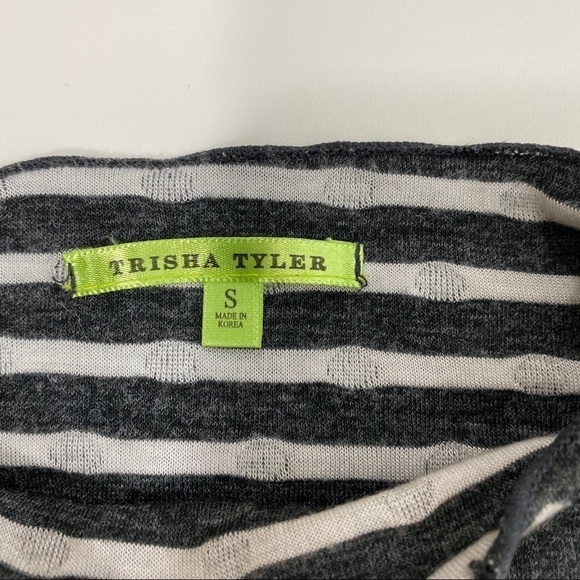 TRISHA TYLER
S
MADE IN
KOREA